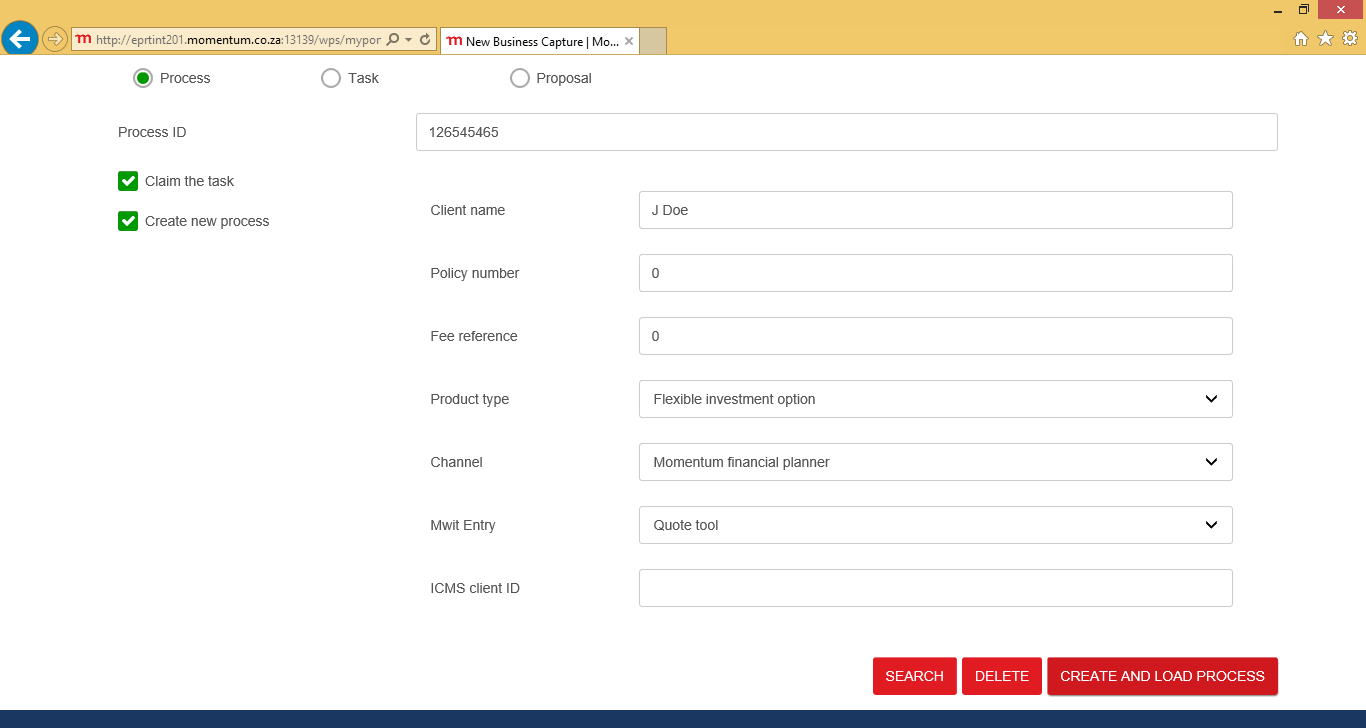 http://eprtint201.momentum.co.za:13139/wps/mypor
m New Business Capture | Mo...
Process Task Proposal
Process ID 126545465
Claim the task
Create new process
Client name J Doe
Policy number 0
Fee reference 0
Product type Flexible investment option
Channel Momentum financial planner
Mwit Entry Quote tool
ICMS client ID
SEARCH DELETE CREATE AND LOAD PROCESS